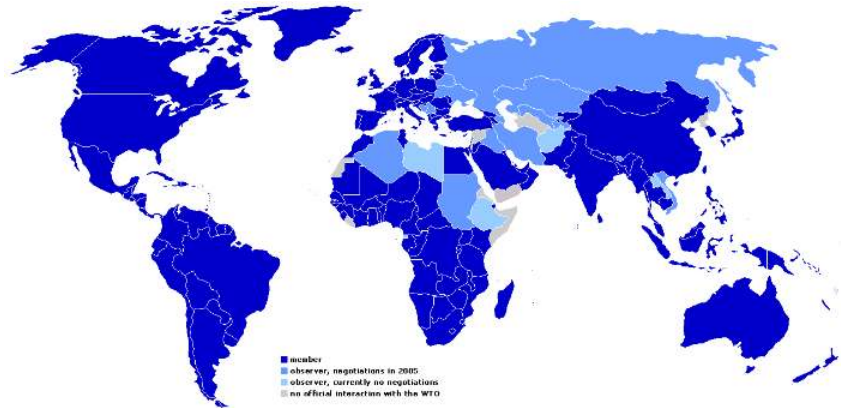 member
observer, negotiations in 2005
observer, currently no negotiations
no official interaction with the WTO